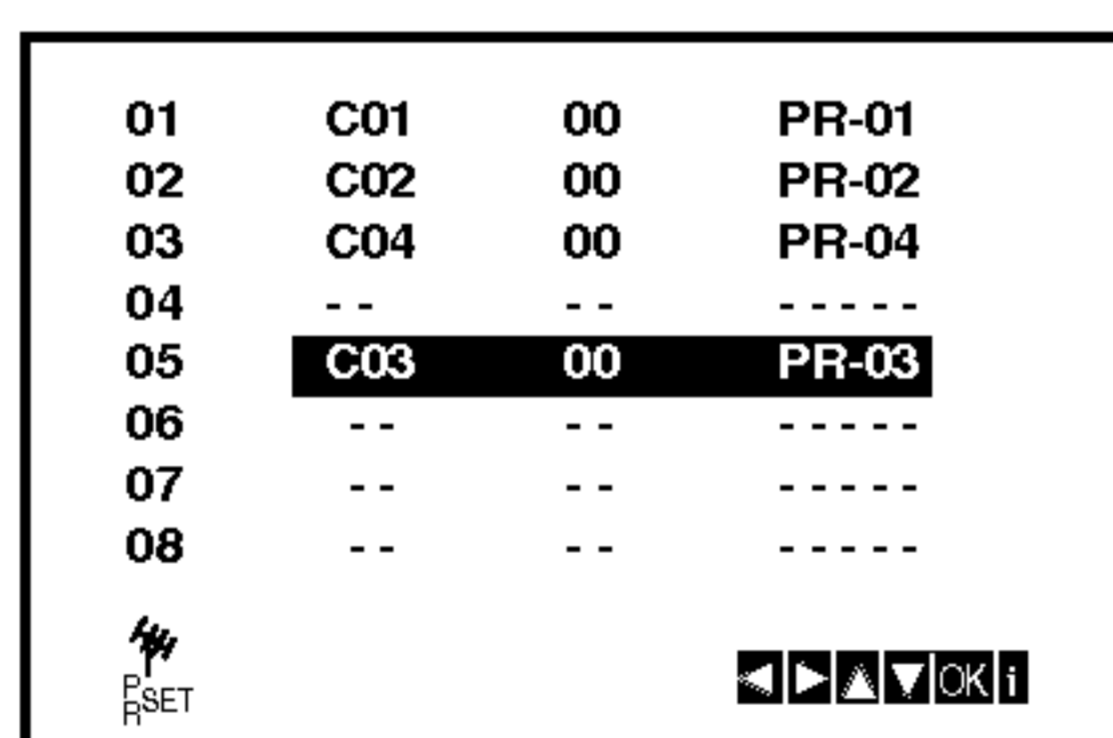 01 C01 00 PR-01
02 C02 00 PR-02
03 C04 00 PR-04
04 -- -- -----
05 C03 00 PR-03
06 -- -- -----
07 -- -- -----
08 -- -- -----
PR SET OK i